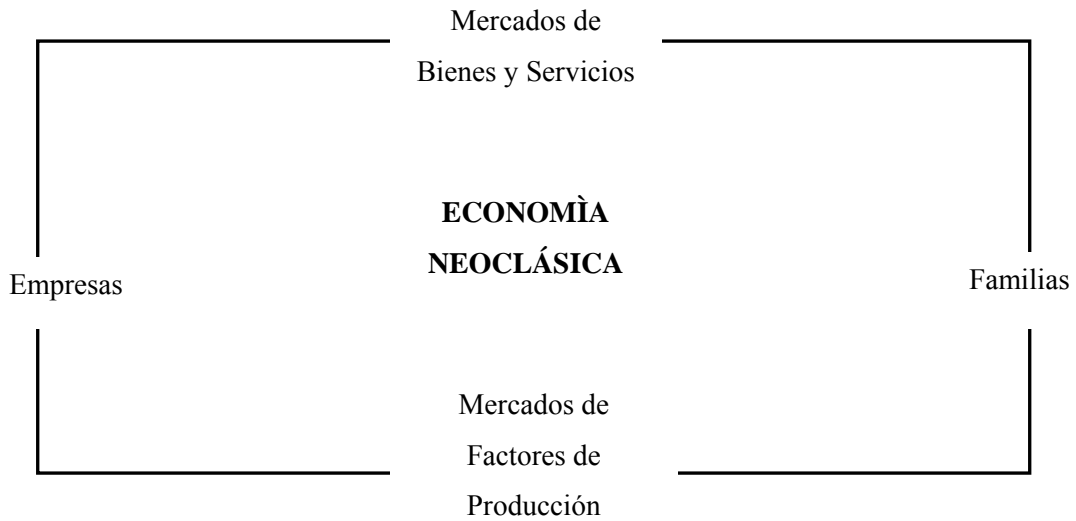 Mercados de
Bienes y Servicios
ECONOMÌA
NEOCLÁSICA
Empresas
Familias
Mercados de
Factores de
Producción